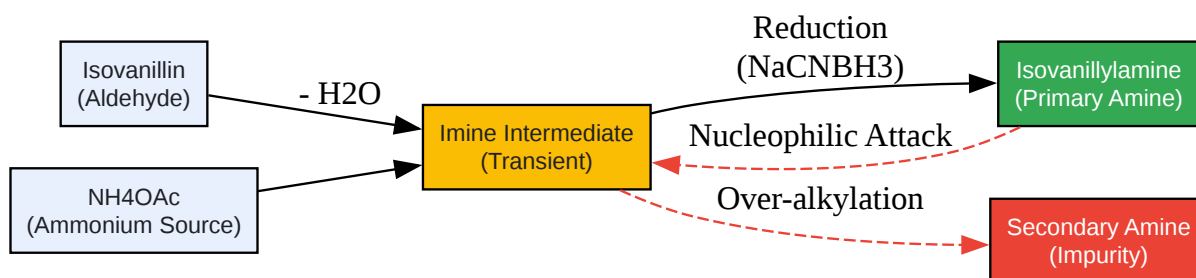 Isovanillin
(Aldehyde)
- H2O
NH4OAc
(Ammonium Source)
Imine Intermediate
(Transient)
Reduction
(NaCNBH3)
Nucleophilic Attack
Over-alkylation
Isovanillylamine
(Primary Amine)
Secondary Amine
(Impurity)